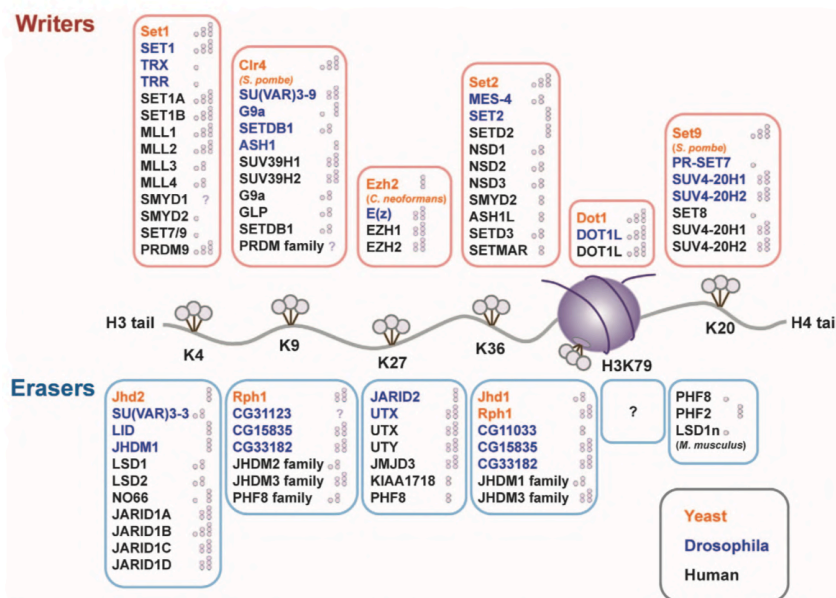 Writers
Set1
SET1
TRX
TRR
SET1A
SET1B
MLL1
MLL2
MLL3
MLL4
SMYD1 ?
SMYD2
SET7/9
PRDM9
Clr4
(S. pombe)
SU(VAR)3-9
G9a
SETDB1
ASH1
SUV39H1
SUV39H2
G9a
GLP
SETDB1
PRDM family ?
Ezh2
(C. neoformans)
E(z)
EZH1
EZH2
Set2
MES-4
SET2
SETD2
NSD1
NSD2
NSD3
SMYD2
ASH1L
SETD3
SETMAR
Dot1
DOT1L
DOT1L
Set9
(S. pombe)
PR-SET7
SUV4-20H1
SUV4-20H2
SET8
SUV4-20H1
SUV4-20H2
H3 tail
K4
K9
K27
K36
H3K79
K20
H4 tai
Erasers
Jhd2
SU(VAR)3-3
LID
JHDM1
LSD1
LSD2
NO66
JARID1A
JARID1B
JARID1C
JARID1D
Rph1
CG31123 ?
CG15835
CG33182
JHDM2 family
JHDM3 family
PHF8 family
JARID2
UTX
UTX
UTY
JMJD3
KIAA1718
PHF8
Jhd1
Rph1
CG11033
CG15835
CG33182
JHDM1 family
JHDM3 family
?
PHF8
PHF2
LSD1n
(M. musculus)
Yeast
Drosophila
Human